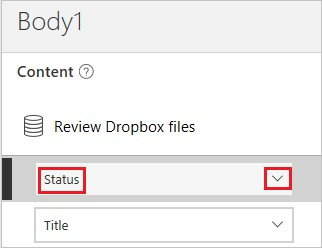 Body1
Content ?
Review Dropbox files
Status
Title